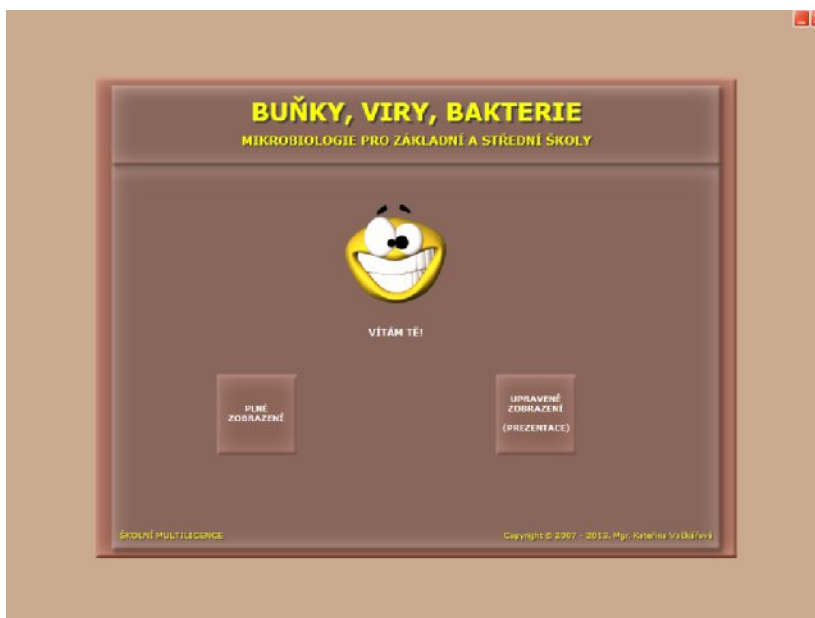 BUŇKY, VIRY, BAKTERIE
MIKROBIOLOGIE PRO ZÁKLADNÍ A STŘEDNÍ ŠKOLY
VÍTÁM TĚ!
PLNÉ
ZOBRAZENÍ
UPRAVENÉ
ZOBRAZENÍ
(PREZENTACE)
ŠKOLNÍ MULTILICENCE
Copyright © 2007 - 2012, Mgr. Kateřina